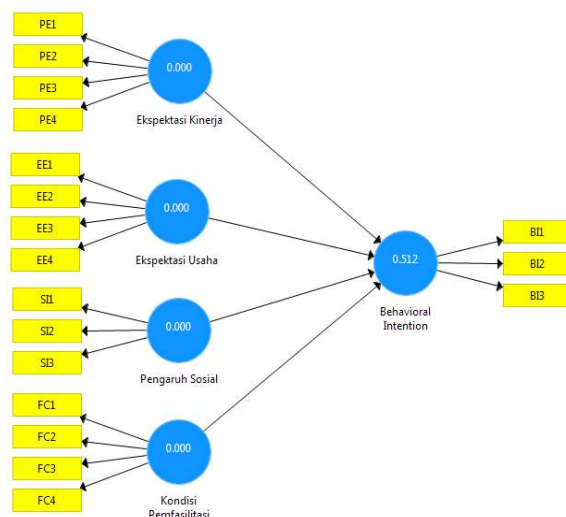 PE1
PE2
PE3
PE4
0.000
Ekspektasi Kinerja
EE1
EE2
EE3
EE4
0.000
Ekspektasi Usaha
SI1
SI2
SI3
0.000
Pengaruh Sosial
FC1
FC2
FC3
FC4
0.000
Kondisi
Pemfasilitasi
0.512
Behavioral
Intention
BI1
BI2
BI3